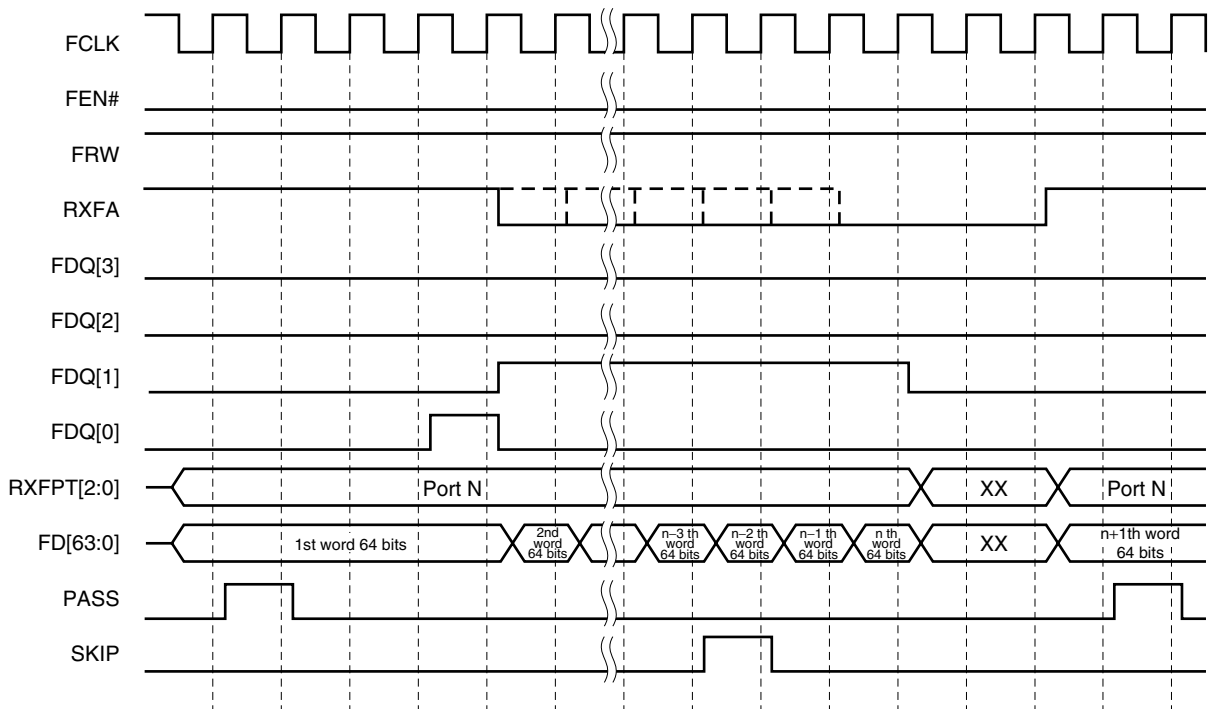 FCLK
FEN#
FRW
RXFA
FDQ[3]
FDQ[2]
FDQ[1]
FDQ[0]
RXFPT[2:0]
Port N
XX
Port N
FD[63:0]
1st word 64 bits
2nd
word
64 bits
n–3 th
word
64 bits
n–2 th
word
64 bits
n–1 th
word
64 bits
n th
word
64 bits
XX
n+1th word
64 bits
PASS
SKIP